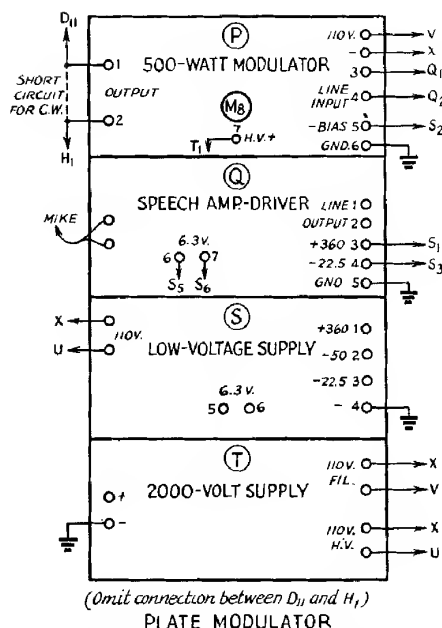 D11
P
110V.
V
-
X
1
500-WATT MODULATOR
3
Q1
SHORT
CIRCUIT
FOR C.W.
OUTPUT
LINE
INPUT 4
Q2
M8
2
7
H.V.+
-BIAS 5
S2
T1
GND. 6
H1
Q
MIKE
SPEECH AMP-DRIVER
LINE 1
OUTPUT 2
6.3 V.
+360 3
S1
6
7
-22.5 4
S3
S5
S6
GND 5
S
X
110V.
+360 1
U
LOW-VOLTAGE SUPPLY
-50 2
6.3 V.
-22.5 3
5
6
- 4
T
110V.
FIL.
X
+
2000-VOLT SUPPLY
V
-
110V.
H.V.
X
U
(Omit connection between D11 and H1)
PLATE MODULATOR